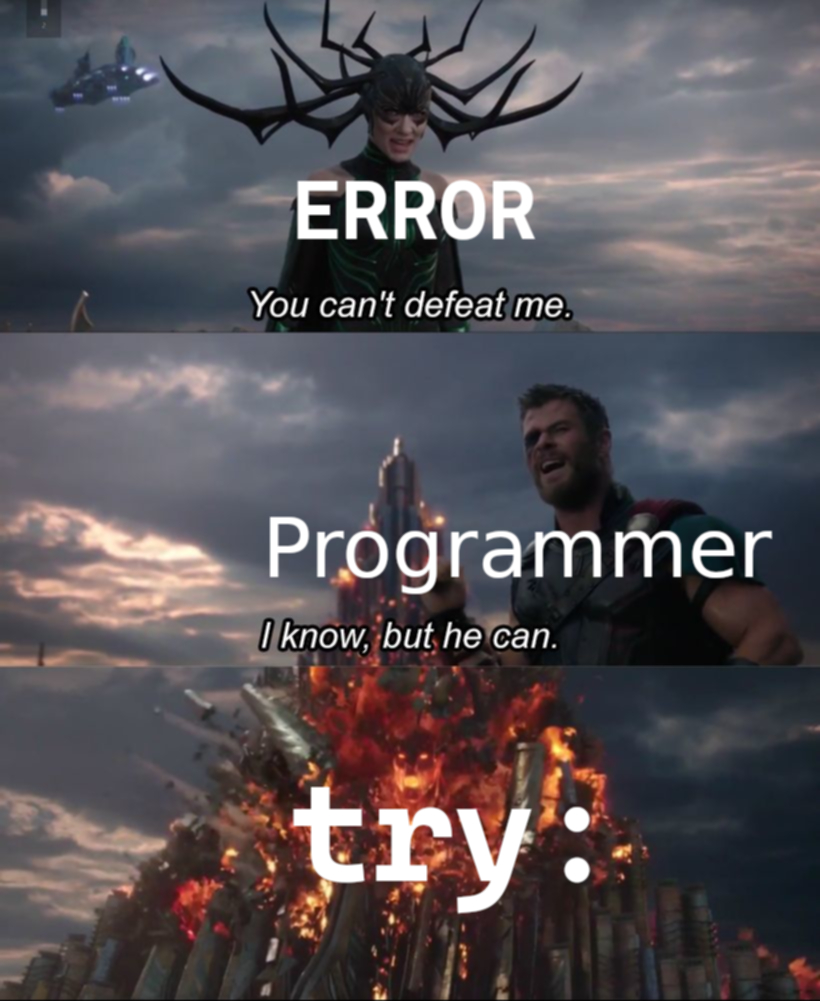 ERROR
You can't defeat me.
Programmer
I know, but he can.
try: